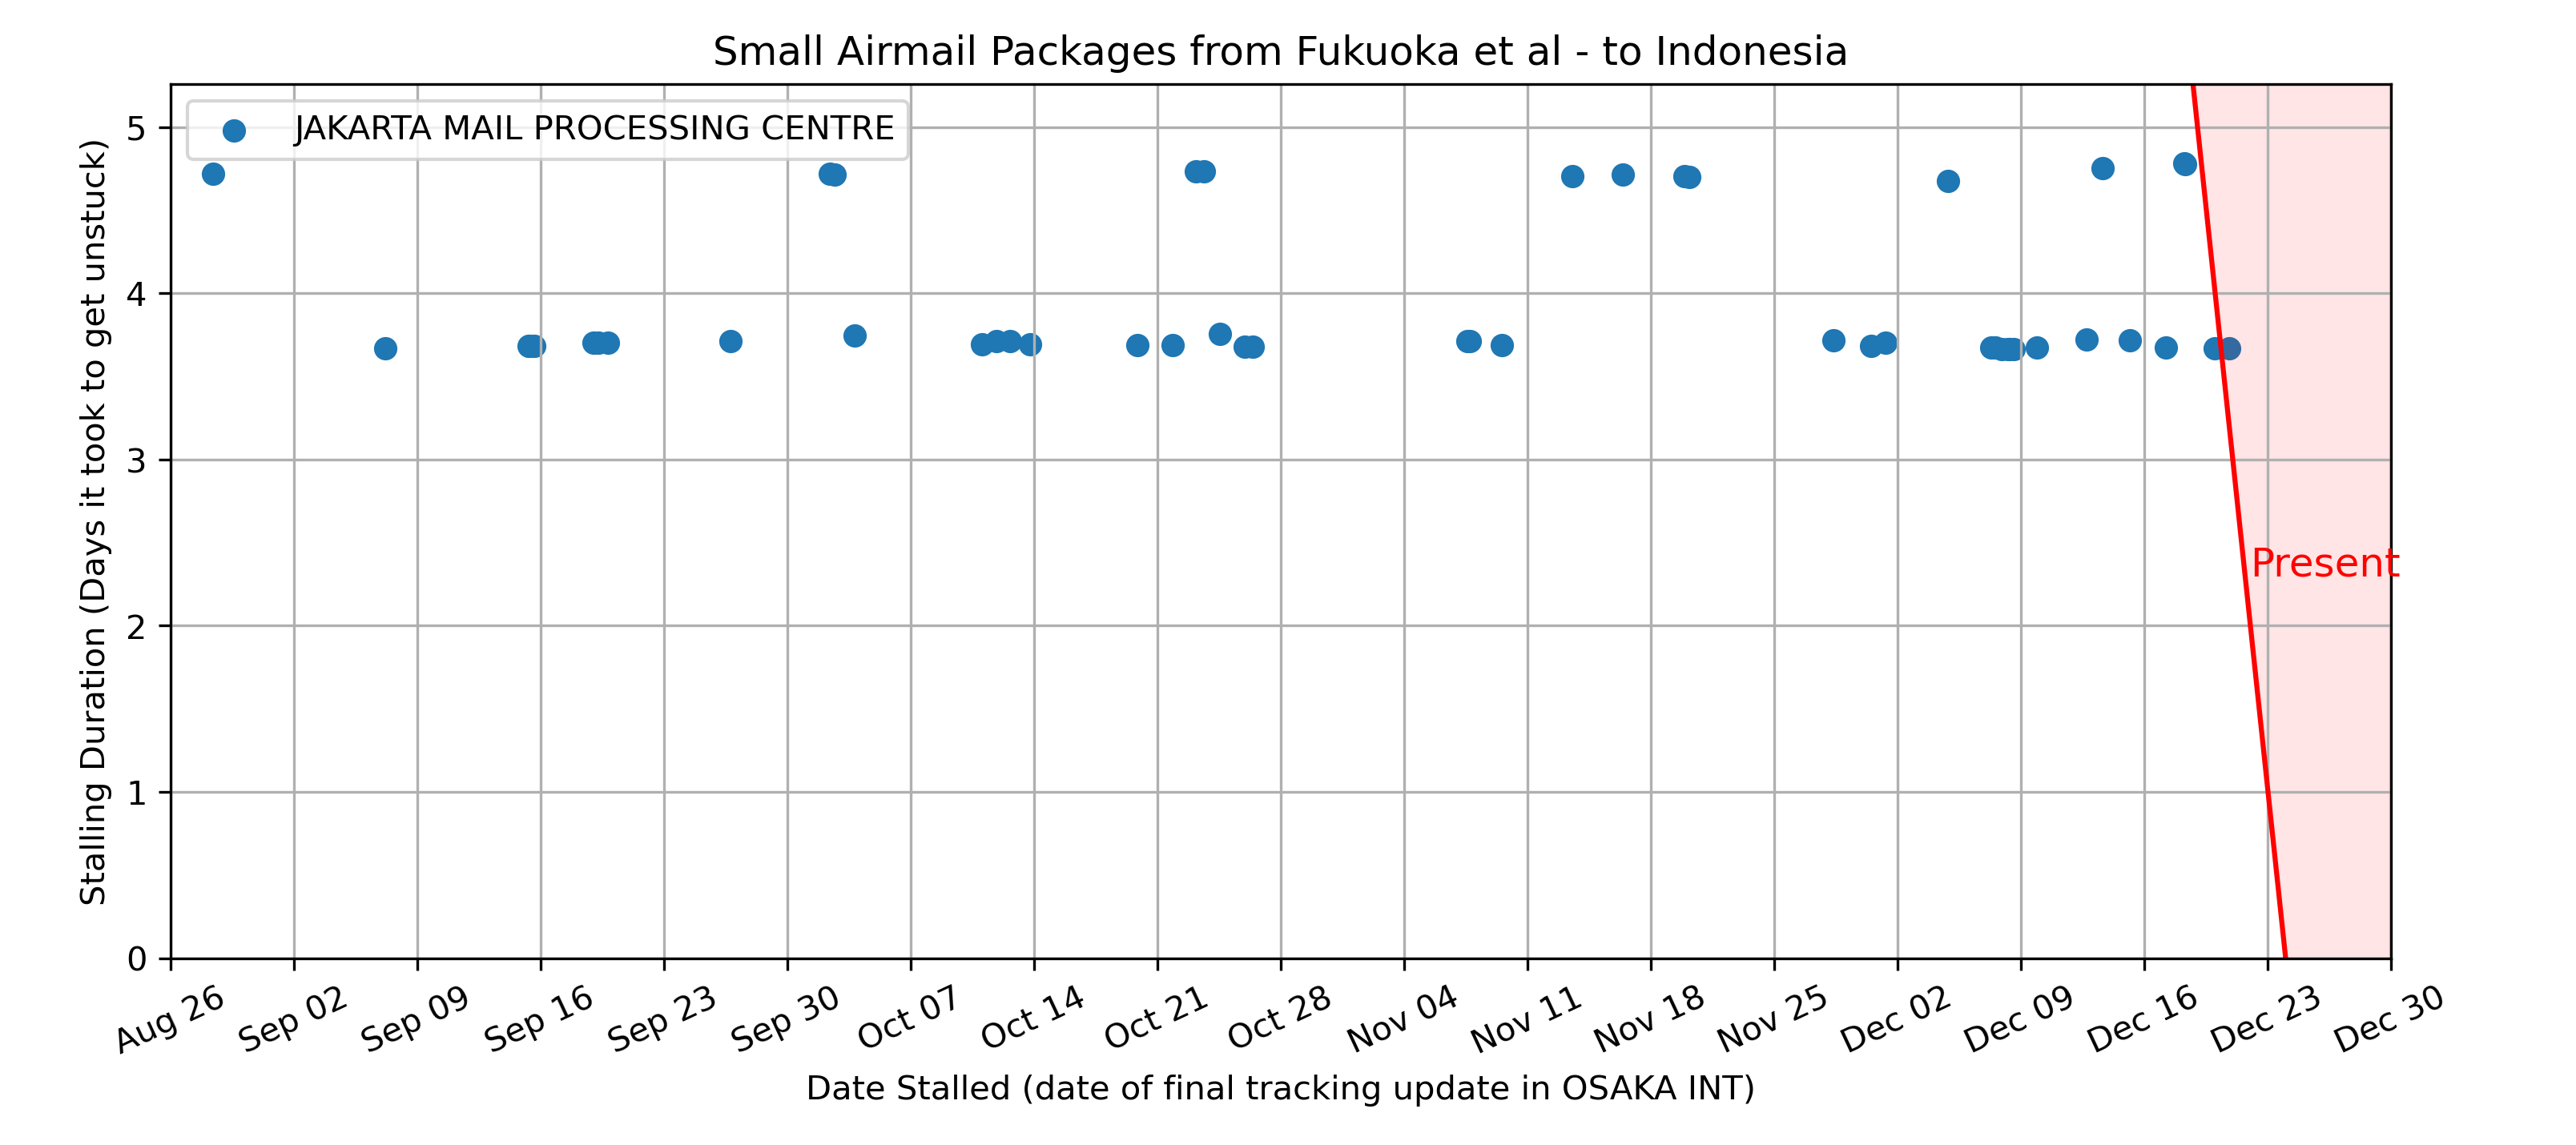 Small Airmail Packages from Fukuoka et al - to Indonesia
JAKARTA MAIL PROCESSING CENTRE
Stalling Duration (Days it took to get unstuck)
5
4
3
2
1
0
Present
Aug 26
Sep 02
Sep 09
Sep 16
Sep 23
Sep 30
Oct 07
Oct 14
Oct 21
Oct 28
Nov 04
Nov 11
Nov 18
Nov 25
Dec 02
Dec 09
Dec 16
Dec 23
Dec 30
Date Stalled (date of final tracking update in OSAKA INT)